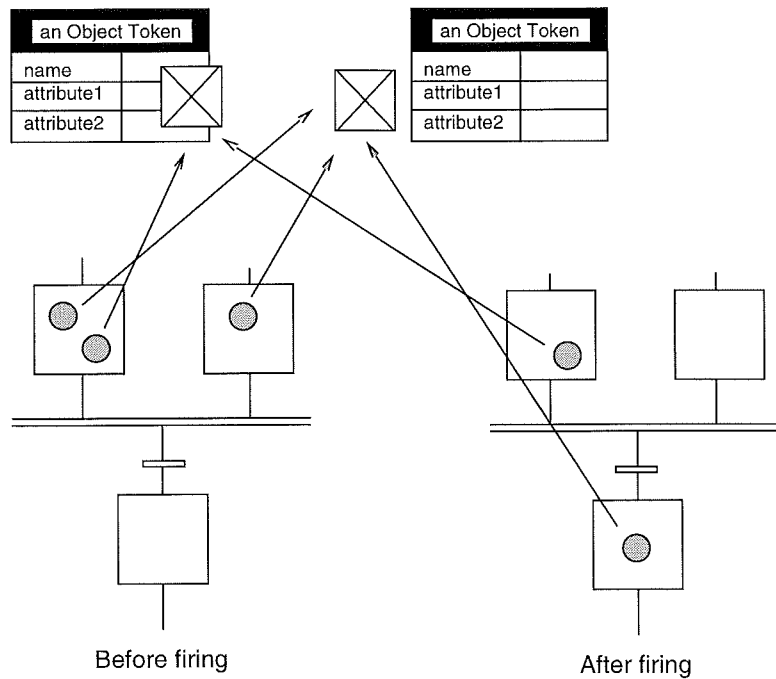 an Object Token
name
attribute1
attribute2
an Object Token
name
attribute1
attribute2
Before firing
After firing